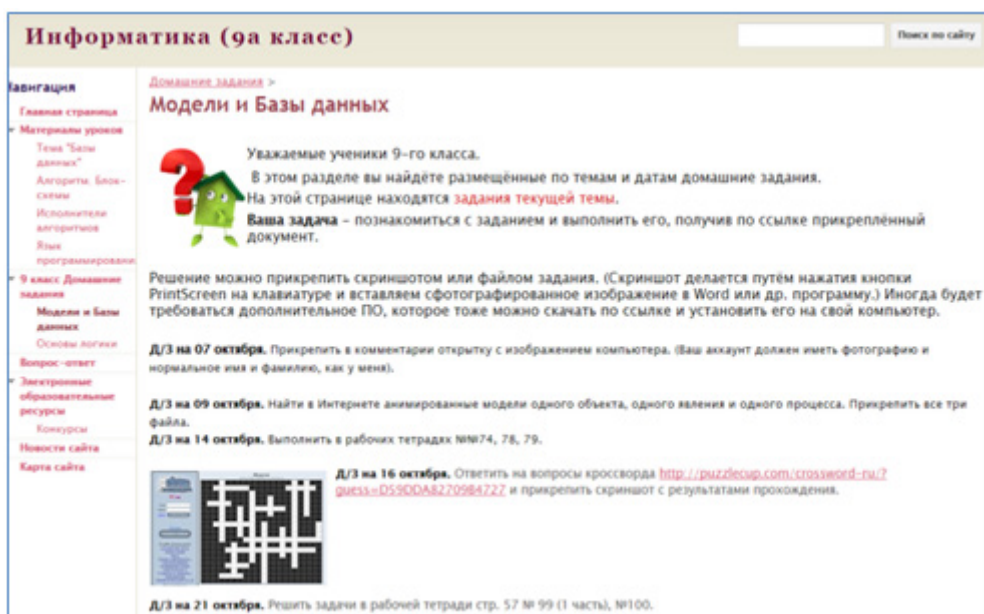 Информатика (9а класс)
Поиск по сайту
Навигация
Главная страница
Материалы уроков
Тема "Базы
данных"
Алгоритм. Блок-
схемы
Исполнители
алгоритмов
Язык
программировани
9 класс Домашние
задания
Модели и Базы
данных
Основы логики
Вопрос-ответ
Электронные
образовательные
ресурсы
Конкурсы
Новости сайта
Карта сайта
Домашние задания >
Модели и Базы данных
Уважаемые ученики 9-го класса.
В этом разделе вы найдёте размещённые по темам и датам домашние задания.
На этой странице находятся задания текущей темы.
Ваша задача – познакомиться с заданием и выполнить его, получив по ссылке прикреплённый
документ.
Решение можно прикрепить скриншотом или файлом задания. (Скриншот делается путём нажатия кнопки
PrintScreen на клавиатуре и вставляем сфотографированное изображение в Word или др. программу.) Иногда будет
требоваться дополнительное ПО, которое тоже можно скачать по ссылке и установить его на свой компьютер.
Д/З на 07 октября. Прикрепить в комментарии открытку с изображением компьютера. (Ваш аккаунт должен иметь фотографию и
нормальное имя и фамилию, как у меня).
Д/З на 09 октября. Найти в Интернете анимированные модели одного объекта, одного явления и одного процесса. Прикрепить все три
файла.
Д/З на 14 октября. Выполнить в рабочих тетрадях №№74, 78, 79.
Д/З на 16 октября. Ответить на вопросы кроссворда http://puzzlecup.com/crossword-ru/?
guess=D59DDA8270984727 и прикрепить скриншот с результатами прохождения.
Д/З на 21 октября. Решить задачи в рабочей тетради стр. 57 № 99 (1 часть), №100.